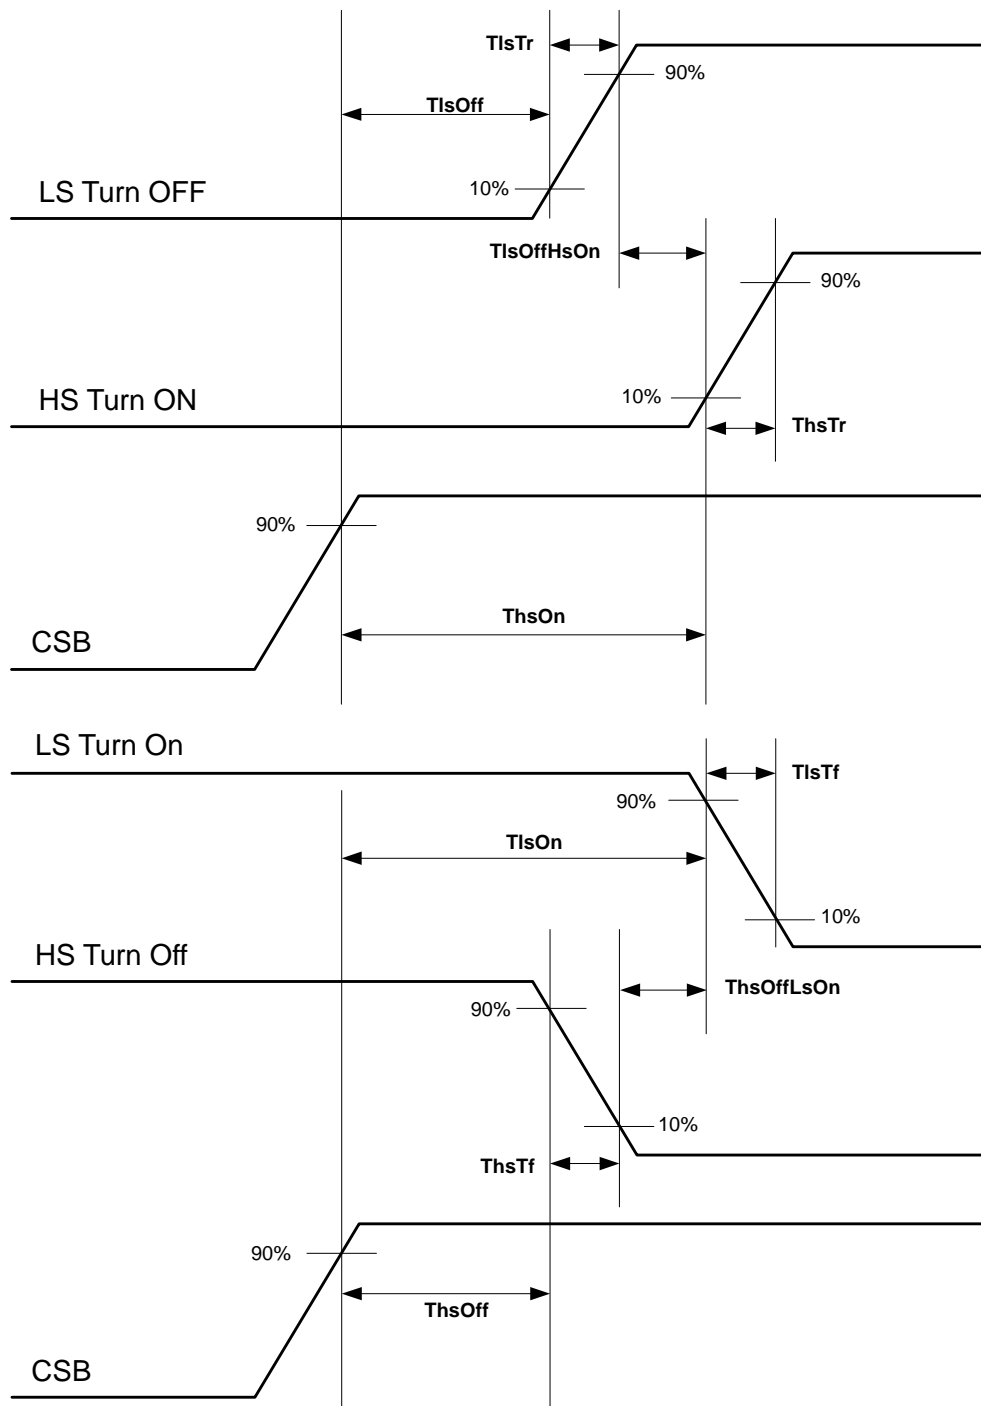 TlsTr
90%
TlsOff
10%
LS Turn OFF
TlsOffHsOn
90%
10%
HS Turn ON
ThsTr
90%
ThsOn
CSB
LS Turn On
TlsTf
90%
TlsOn
10%
HS Turn Off
ThsOffLsOn
90%
10%
ThsTf
90%
ThsOff
CSB